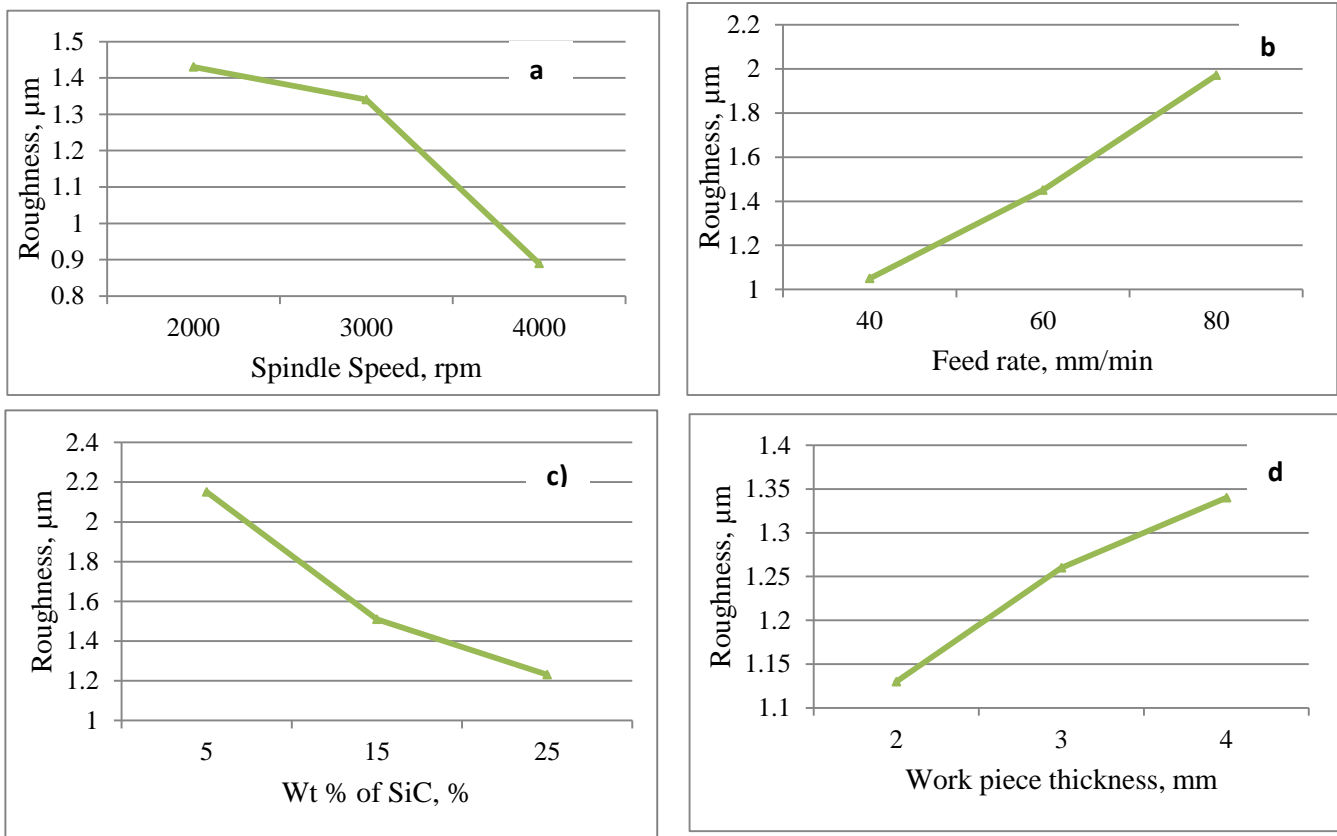 a
Roughness, µm
1.5
1.4
1.3
1.2
1.1
1
0.9
0.8
2000 3000 4000
Spindle Speed, rpm
b
Roughness, µm
2.2
2
1.8
1.6
1.4
1.2
1
40 60 80
Feed rate, mm/min
c)
Roughness, µm
2.4
2.2
2
1.8
1.6
1.4
1.2
1
5 15 25
Wt % of SiC, %
d
Roughness, µm
1.4
1.35
1.3
1.25
1.2
1.15
1.1
2 3 4
Work piece thickness, mm